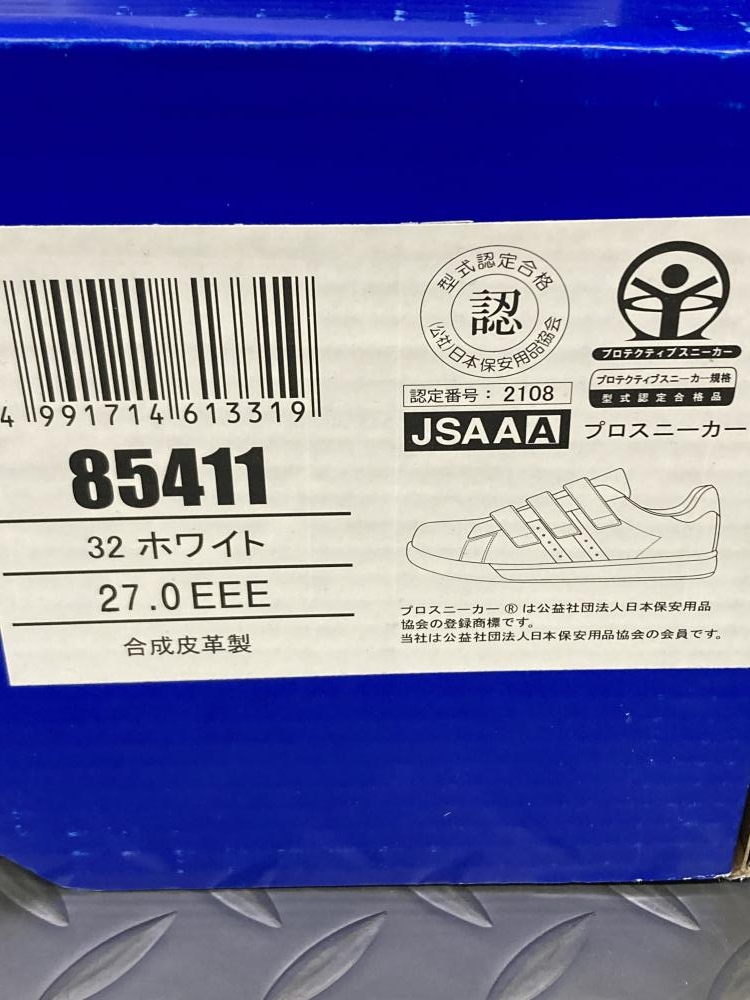 4 991714 613319
85411
32 ホワイト
27.0 EEE
合成皮革製
型式認定合格
認
(公社)日本保安用品協会
認定番号：2108
JSAA A
プロスニーカー
プロテクティブスニーカー
プロテクティブスニーカー規格
型式認定合格品
プロスニーカー®は公益社団法人日本保安用品
協会の登録商標です。
当社は公益社団法人日本保安用品協会の会員です。